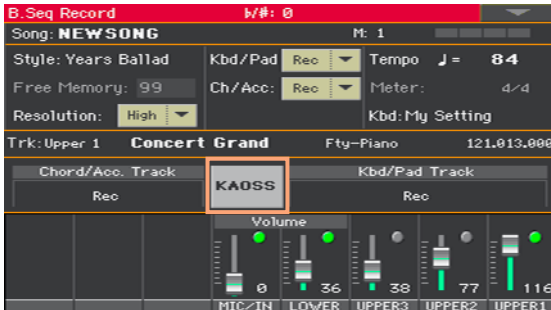 B.Seq Record b/#: 0
Song: NEWSONG M: 1
Style: Years Ballad Kbd/Pad Rec Tempo ♩= 84
Free Memory: 99 Ch/Acc: Rec Meter: 4/4
Resolution: High Kbd: My Setting
Trk: Upper 1 Concert Grand Fty-Piano 121.013.000
Chord/Acc. Track KAOSS Kbd/Pad Track
Rec Rec
Volume
0 36 38 77 116
MIC/IN LOWER UPPER3 UPPER2 UPPER1